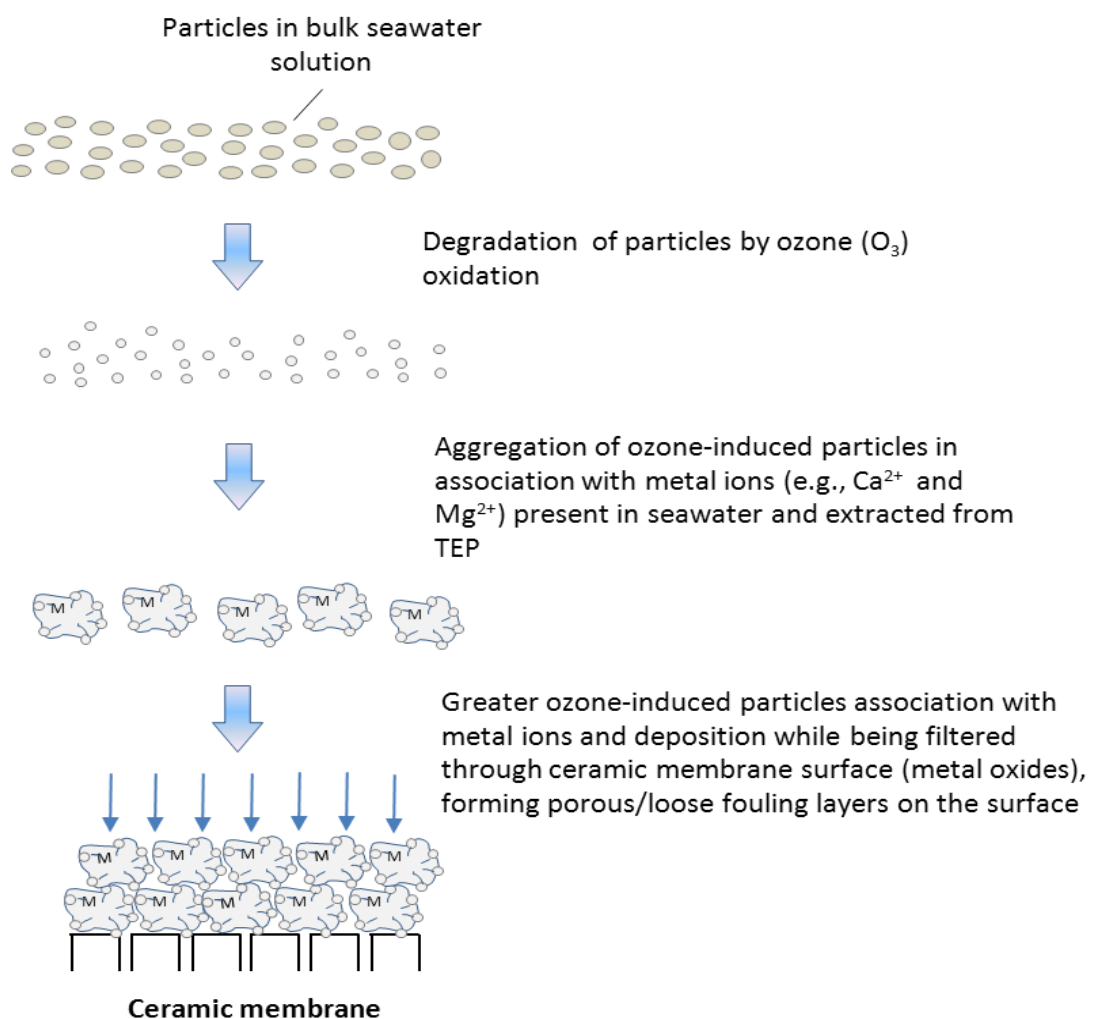 Particles in bulk seawater
solution
Degradation  of particles by ozone (O₃)
oxidation
Aggregation of ozone-induced particles in
association with metal ions (e.g., Ca²⁺ and
Mg²⁺) present in seawater and extracted from
TEP
M M M M M
Greater ozone-induced particles association with
metal ions and deposition while being filtered
through ceramic membrane surface (metal oxides),
forming porous/loose fouling layers on the surface
M M M M M
M M M M M
Ceramic membrane